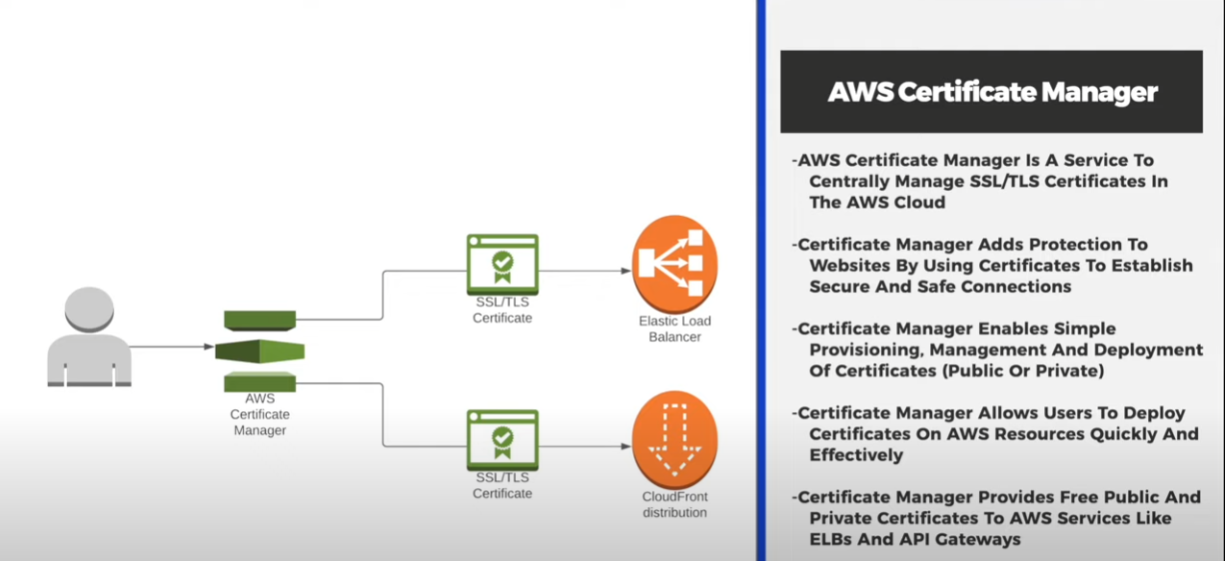 AWS Certificate Manager
-AWS Certificate Manager Is A Service To
Centrally Manage SSL/TLS Certificates In
The AWS Cloud
-Certificate Manager Adds Protection To
Websites By Using Certificates To Establish
Secure And Safe Connections
-Certificate Manager Enables Simple
Provisioning, Management And Deployment
Of Certificates (Public Or Private)
-Certificate Manager Allows Users To Deploy
Certificates On AWS Resources Quickly And
Effectively
-Certificate Manager Provides Free Public And
Private Certificates To AWS Services Like
ELBs And API Gateways
AWS
Certificate
Manager
SSL/TLS
Certificate
Elastic Load
Balancer
SSL/TLS
Certificate
CloudFront
distribution